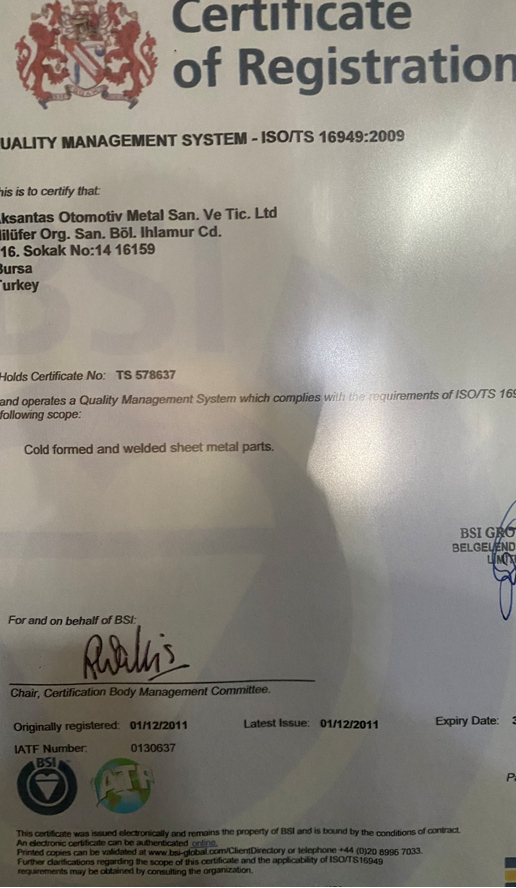 Certificate
of Registration
UALITY MANAGEMENT SYSTEM - ISO/TS 16949:2009
his is to certify that:
ksantas Otomotiv Metal San. Ve Tic. Ltd
ilüfer Org. San. Böl. Ihlamur Cd.
16. Sokak No:14 16159
Bursa
Turkey
Holds Certificate No: TS 578637
and operates a Quality Management System which complies with the requirements of ISO/TS 169
following scope:
Cold formed and welded sheet metal parts.
BSI GRO
BELGELEND
LIMIT
For and on behalf of BSI:
RWallis
Chair, Certification Body Management Committee.
Originally registered: 01/12/2011 Latest Issue: 01/12/2011 Expiry Date: 3
IATF Number: 0130637
BSI IATF
This certificate was issued electronically and remains the property of BSI and is bound by the conditions of contract.
An electronic certificate can be authenticated online.
Printed copies can be validated at www.bsi-global.com/ClientDirectory or telephone +44 (0)20 8996 7033.
Further clarifications regarding the scope of this certificate and the applicability of ISO/TS16949
requirements may be obtained by consulting the organization.